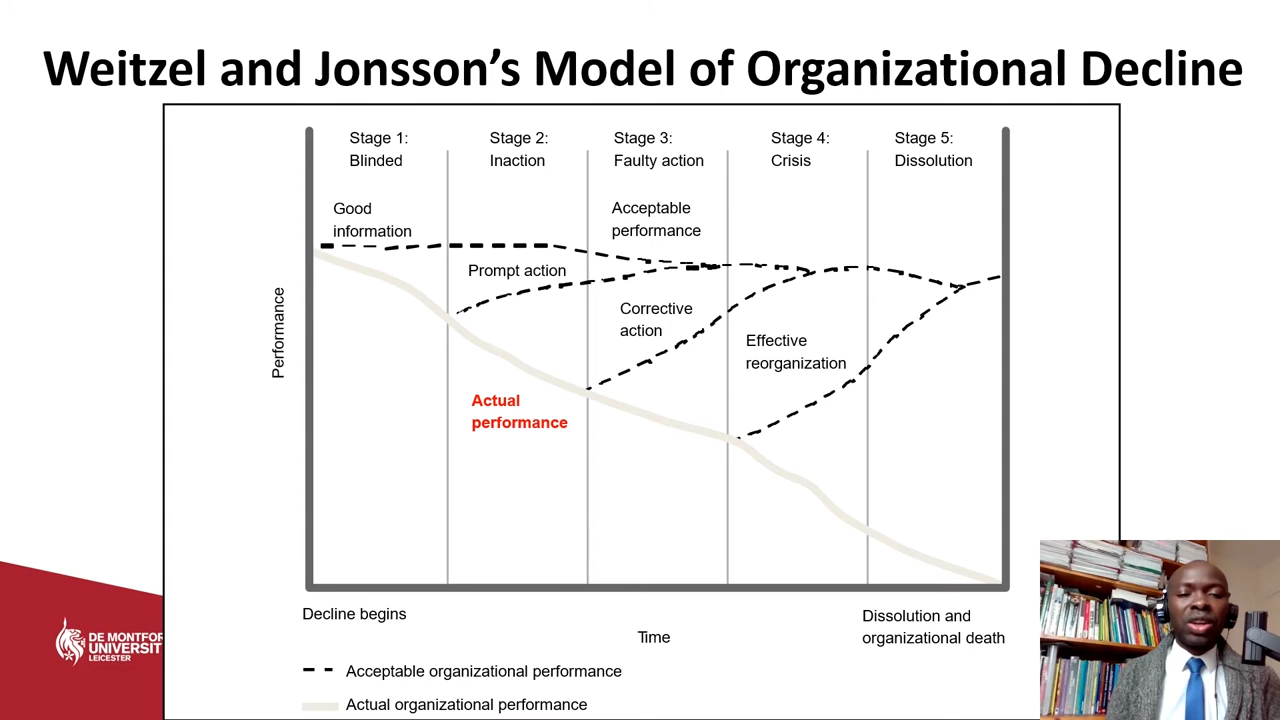 Weitzel and Jonsson's Model of Organizational Decline
Stage 1:
Blinded
Stage 2:
Inaction
Stage 3:
Faulty action
Stage 4:
Crisis
Stage 5:
Dissolution
Good
information
Acceptable
performance
Prompt action
Corrective
action
Effective
reorganization
Actual
performance
Performance
Decline begins
Time
Dissolution and
organizational death
Acceptable organizational performance
Actual organizational performance
DE MONTFOR
UNIVERSIT
LEICESTER